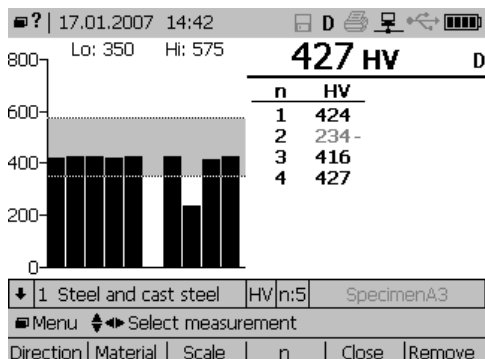 ? 17.01.2007 14:42 D
Lo: 350 Hi: 575 427 HV D
800
n HV
600 1 424
2 234-
3 416
400 4 427
200
0
1 Steel and cast steel HV n:5 SpecimenA3
Menu Select measurement
Direction Material Scale n Close Remove